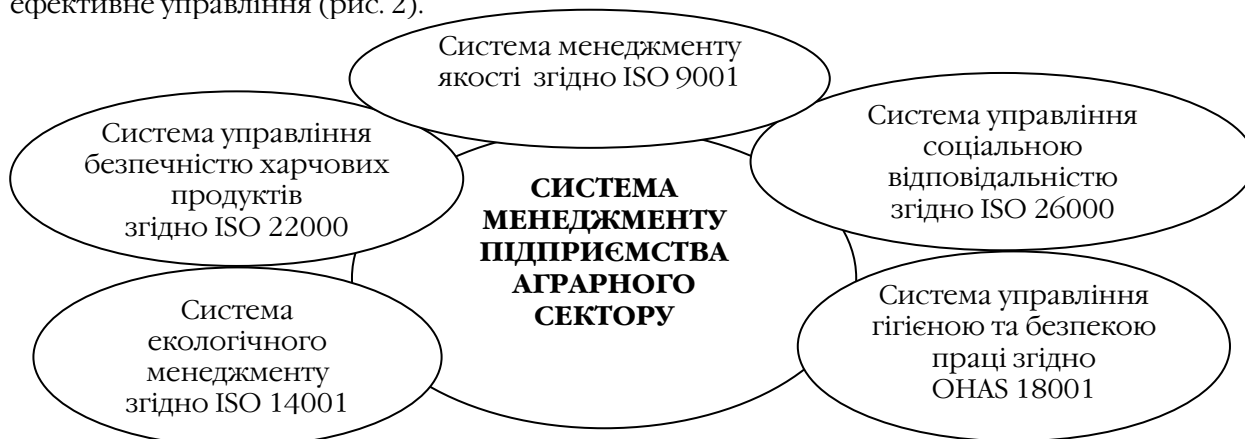 ефективне управління (рис. 2).
Система менеджменту
якості згідно ISO 9001
Система управління
безпечністю харчових
продуктів
згідно ISO 22000
Система управління
соціальною
відповідальністю
згідно ISO 26000
СИСТЕМА
МЕНЕДЖМЕНТУ
ПІДПРИЄМСТВА
АГРАРНОГО
СЕКТОРУ
Система
екологічного
менеджменту
згідно ISO 14001
Система управління
гігієною та безпекою
праці згідно
OHAS 18001